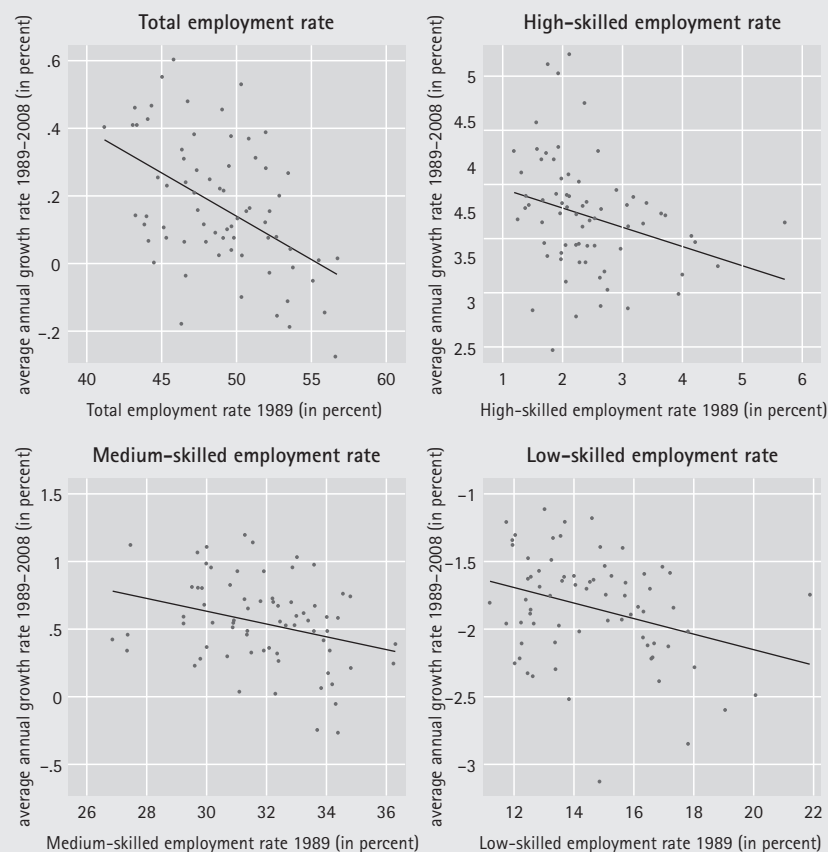 Total employment rate
average annual growth rate 1989–2008 (in percent)
.6
.4
.2
0
–.2
40 45 50 55 60
Total employment rate 1989 (in percent)
High-skilled employment rate
average annual growth rate 1989–2008 (in percent)
5
4.5
4
4.5
3.5
3
2.5
1 2 3 4 5 6
High-skilled employment rate 1989 (in percent)
Medium-skilled employment rate
average annual growth rate 1989–2008 (in percent)
1.5
1
.5
0
–.5
26 28 30 32 34 36
Medium-skilled employment rate 1989 (in percent)
Low-skilled employment rate
average annual growth rate 1989–2008 (in percent)
–1
–1.5
–2
–2.5
–3
12 14 16 18 20 22
Low-skilled employment rate 1989 (in percent)